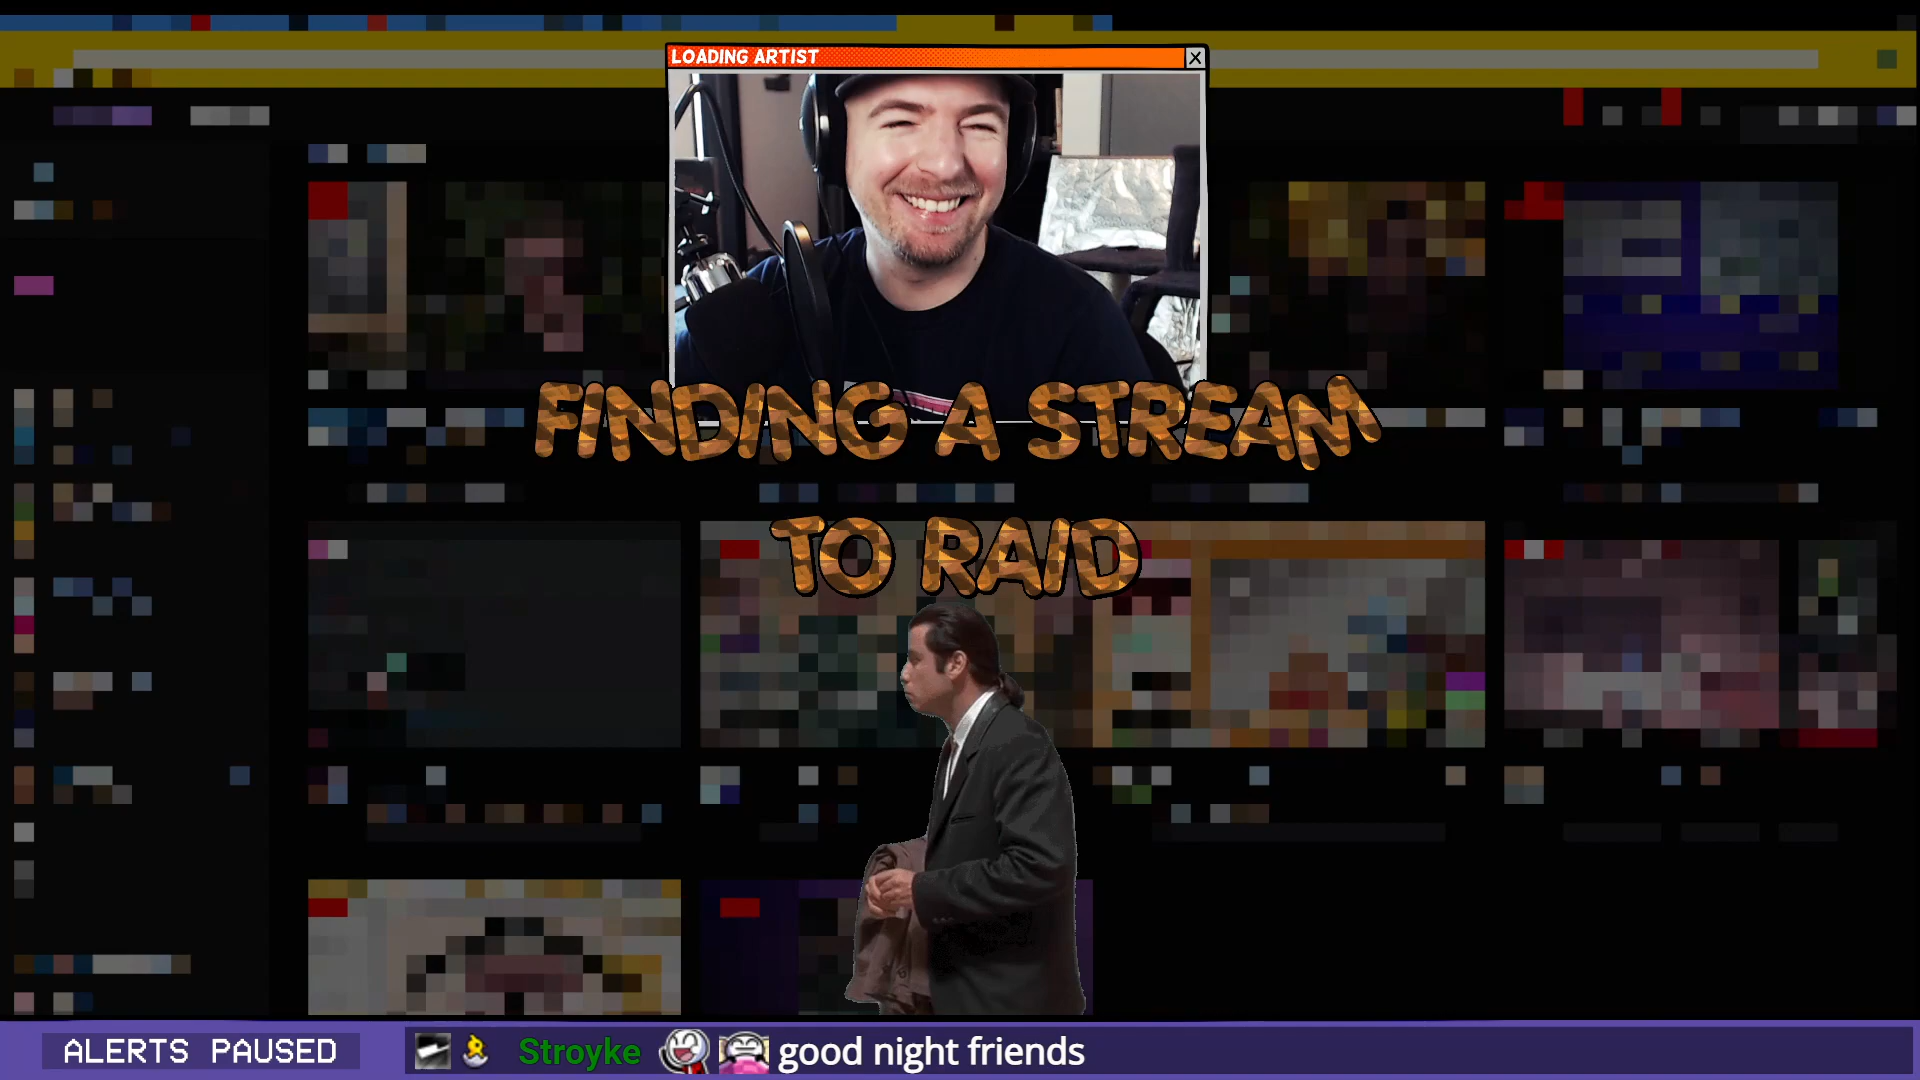 LOADING ARTIST
FINDING A STREAM
TO RAID
ALERTS PAUSED
Stroyke good night friends